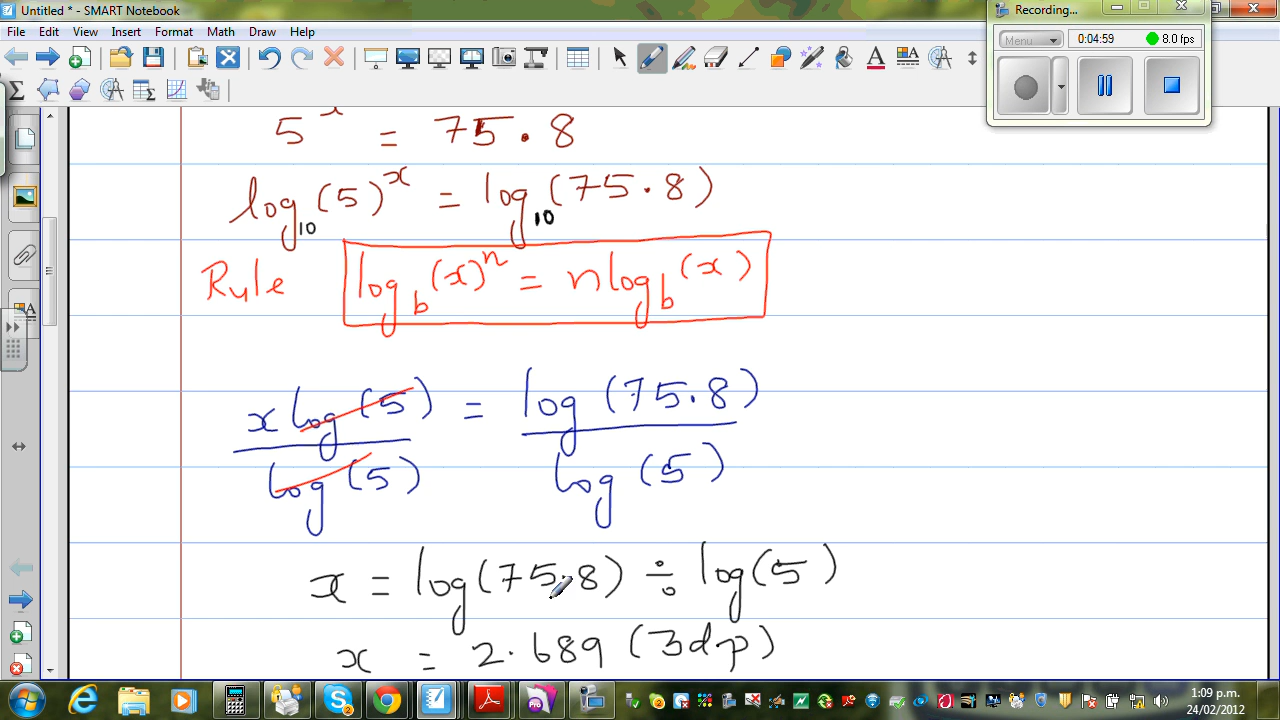 Untitled * - SMART Notebook
Recording...
File Edit View Insert Format Math Draw Help
Menu 0:04:59 8.0 fps
5^x = 75.8
log₁₀(5)^x = log₁₀(75.8)
Rule log_b(x)^n = n log_b(x)
x log(5) = log(75.8)
log(5) log(5)
x = log(75.8) ÷ log(5)
x = 2.689 (3dp)
1:09 p.m.
24/02/2012